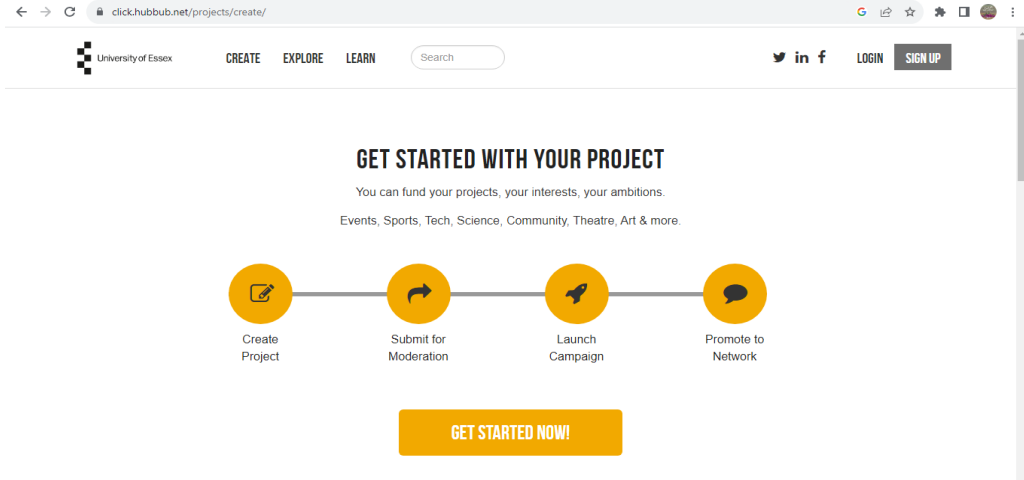 click.hubbub.net/projects/create/
University of Essex
CREATE
EXPLORE
LEARN
Search
LOGIN
SIGN UP
GET STARTED WITH YOUR PROJECT
You can fund your projects, your interests, your ambitions.
Events, Sports, Tech, Science, Community, Theatre, Art & more.
Create
Project
Submit for
Moderation
Launch
Campaign
Promote to
Network
GET STARTED NOW!